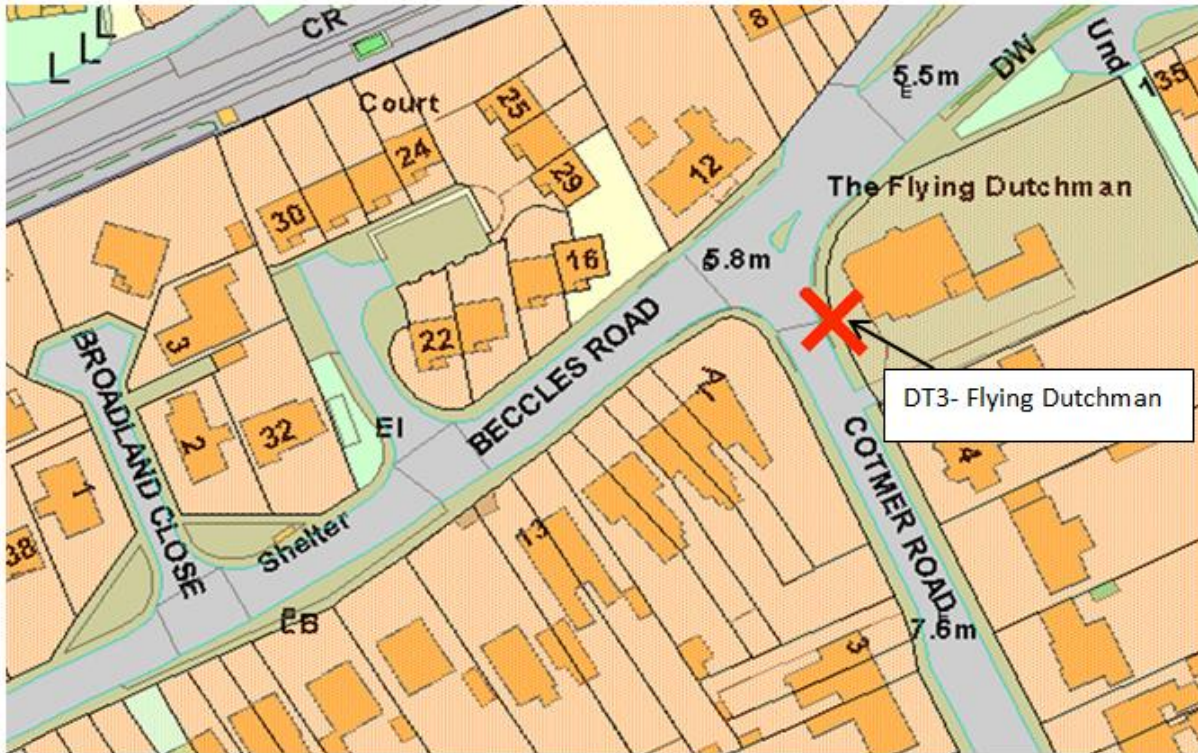 CR
L
L
L
8
5.5m
E
DW
Und
135
Court
25
24
29
12
30
The Flying Dutchman
16
5.8m
3
22
BROADLAND CLOSE
BECCLES ROAD
DT3- Flying Dutchman
2
32
El
COTMER ROAD
4
1
13
38
Shelter
LB
7.6m
3